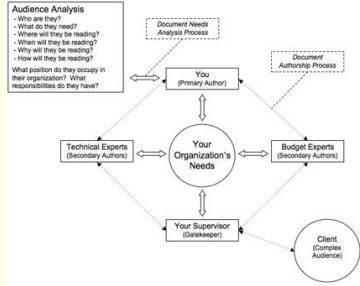 Audience Analysis
- Who are they?
- What do they need?
- Where will they be reading?
- When will they be reading?
- Why will they be reading?
- How will they be reading?
What position do they occupy in
their organization? What
responsibilities do they have?
Document Needs
Analysis Process
Document
Authorship Process
You
(Primary Author)
Technical Experts
(Secondary Authors)
Your
Organization's
Needs
Budget Experts
(Secondary Authors)
Your Supervisor
(Gatekeeper)
Client
(Complex
Audience)